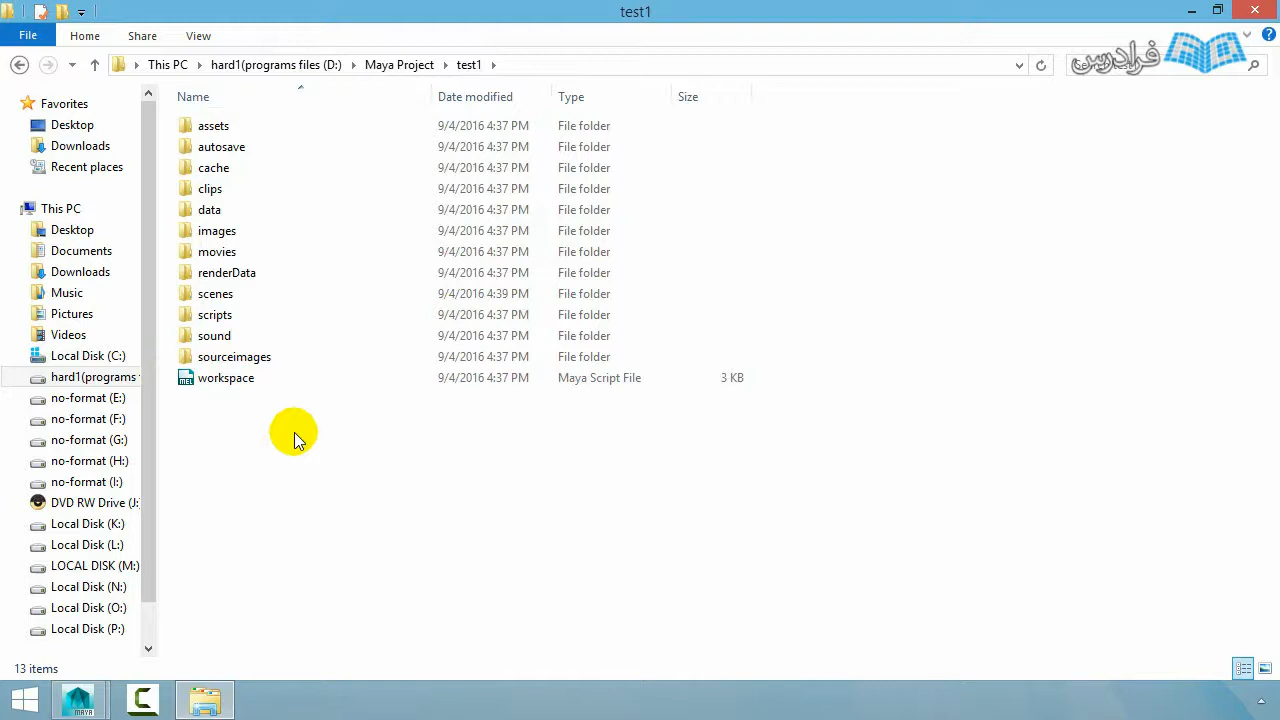 test1
File Home Share View
This PC hard1(programs files (D:) Maya Project test1
فرادرس
Name Date modified Type Size
assets 9/4/2016 4:37 PM File folder
autosave 9/4/2016 4:37 PM File folder
cache 9/4/2016 4:37 PM File folder
clips 9/4/2016 4:37 PM File folder
data 9/4/2016 4:37 PM File folder
images 9/4/2016 4:37 PM File folder
movies 9/4/2016 4:37 PM File folder
renderData 9/4/2016 4:37 PM File folder
scenes 9/4/2016 4:39 PM File folder
scripts 9/4/2016 4:37 PM File folder
sound 9/4/2016 4:37 PM File folder
sourceimages 9/4/2016 4:37 PM File folder
workspace 9/4/2016 4:37 PM Maya Script File 3 KB
Favorites
Desktop
Downloads
Recent places
This PC
Desktop
Documents
Downloads
Music
Pictures
Videos
Local Disk (C:)
hard1(programs
no-format (E:)
no-format (F:)
no-format (G:)
no-format (H:)
no-format (I:)
DVD RW Drive (J:
Local Disk (K:)
Local Disk (L:)
LOCAL DISK (M:)
Local Disk (N:)
Local Disk (O:)
Local Disk (P:)
13 items
MAYA